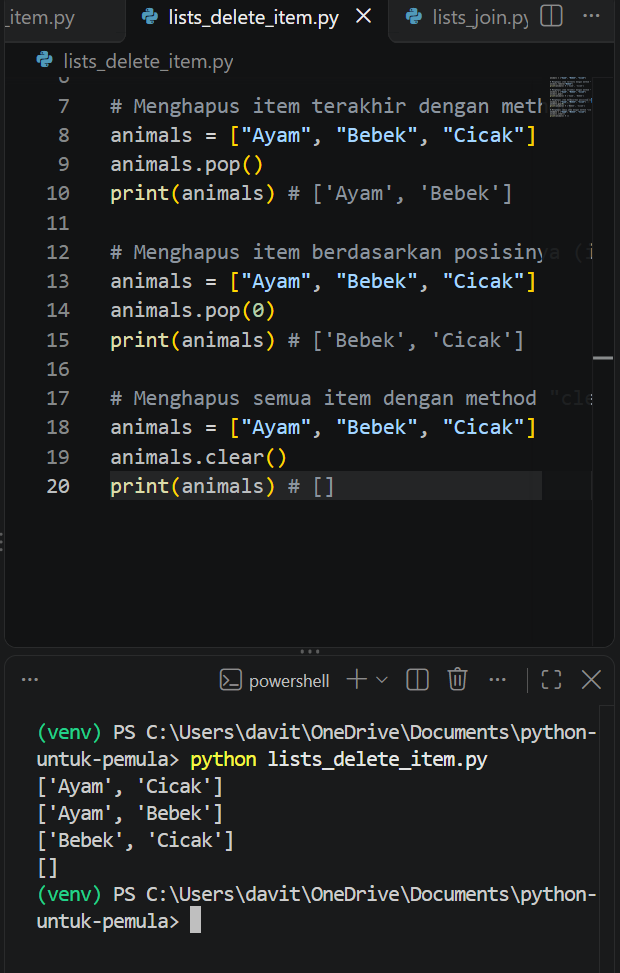 _item.py
lists_delete_item.py
lists_join.py
lists_delete_item.py
7 # Menghapus item terakhir dengan meth
8 animals = ["Ayam", "Bebek", "Cicak"]
9 animals.pop()
10 print(animals) # ['Ayam', 'Bebek']
11
12 # Menghapus item berdasarkan posisinya (i
13 animals = ["Ayam", "Bebek", "Cicak"]
14 animals.pop(0)
15 print(animals) # ['Bebek', 'Cicak']
16
17 # Menghapus semua item dengan method "cle
18 animals = ["Ayam", "Bebek", "Cicak"]
19 animals.clear()
20 print(animals) # []
powershell
(venv) PS C:\Users\davit\OneDrive\Documents\python-
untuk-pemula> python lists_delete_item.py
['Ayam', 'Cicak']
['Ayam', 'Bebek']
['Bebek', 'Cicak']
[]
(venv) PS C:\Users\davit\OneDrive\Documents\python-
untuk-pemula>